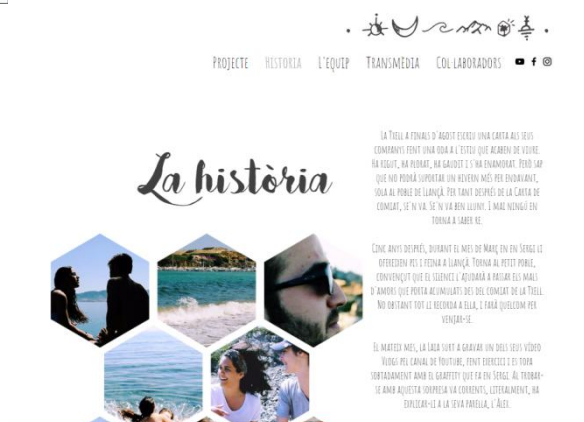 PROJECTE HISTORIA L'EQUIP TRANSMÈDIA COL·LABORADORS
La història
LA TRELL A FINALS D'AGOST ESCRIU UNA CARTA ALS SEUS
COMPANYS FENT UNA ODA A L'ESTIU QUE ACABEN DE VIURE.
HA RIGUT, HA PLORAT, HA GAUDIT I S'HA ENAMORAT. PERÒ SAP
QUE NO PODRÀ SUPORTAR UN HIVERN MÉS PER ENDAVANT,
SOLA AL POBLE DE LLANÇÀ. PER TANT DESPRÉS DE LA CARTA DE
COMIAT, SE'N VA. SE'N VA BEN LLUNY. I MAI NINGÚ EN
TORNA A SABER RE.
CINC ANYS DESPRÉS, DURANT EL MES DE MARÇ EN EN SERGI LI
OFEREIXEN PIS I FEINA A LLANÇÀ. TORNA AL PETIT POBLE,
CONVENÇUT QUE EL SILENCI L'AJUDARÀ A PASSAR ELS MALS
D'AMORS QUE PORTA ACUMULATS DES DEL COMIAT DE LA TRELL.
NO OBSTANT TOT LI RECORDA A ELLA, I FARÀ QUELCOM PER
VENJAR-SE.
EL MATEIX MES, LA LAIA SURT A GRAVAR UN DELS SEUS VÍDEO
VLOGS PEL CANAL DE YOUTUBE, FENT EXERCICI I ES TOPA
SOBTADAMENT AMB EL GRAFFITY QUE FA EN SERGI. AL TROBAR-
SE AMB AQUESTA SORPRESA VA CORRENTS, LITERALMENT, HA
EXPLICAR-LI A LA SEVA PARELLA, L'ÀLEX.